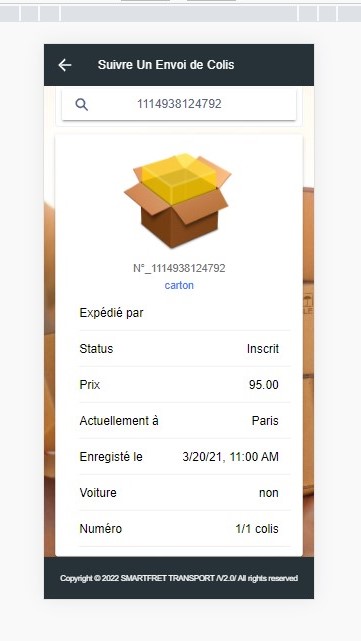 Suivre Un Envoi de Colis
1114938124792
N°_1114938124792
carton
Expédié par
Status Inscrit
Prix 95.00
Actuellement à Paris
Enregisté le 3/20/21, 11:00 AM
Voiture non
Numéro 1/1 colis
Copyright © 2022 SMARTFRET TRANSPORT /V2.0/ All rights reserved